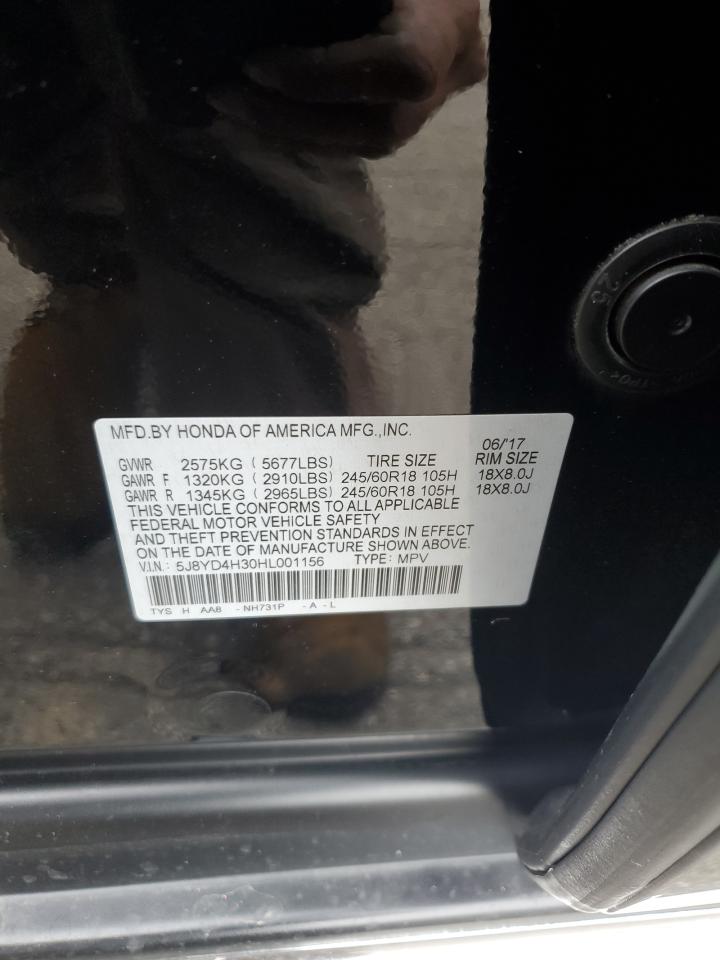 MFD.BY HONDA OF AMERICA MFG.,INC.
06/'17
GVWR 2575KG ( 5677LBS) TIRE SIZE RIM SIZE
GAWR F 1320KG ( 2910LBS) 245/60R18 105H 18X8.0J
GAWR R 1345KG ( 2965LBS) 245/60R18 105H 18X8.0J
THIS VEHICLE CONFORMS TO ALL APPLICABLE
FEDERAL MOTOR VEHICLE SAFETY
AND THEFT PREVENTION STANDARDS IN EFFECT
ON THE DATE OF MANUFACTURE SHOWN ABOVE.
V.I.N.: 5J8YD4H30HL001156 TYPE: MPV
TYS H AA8 -NH731P -A-L
25